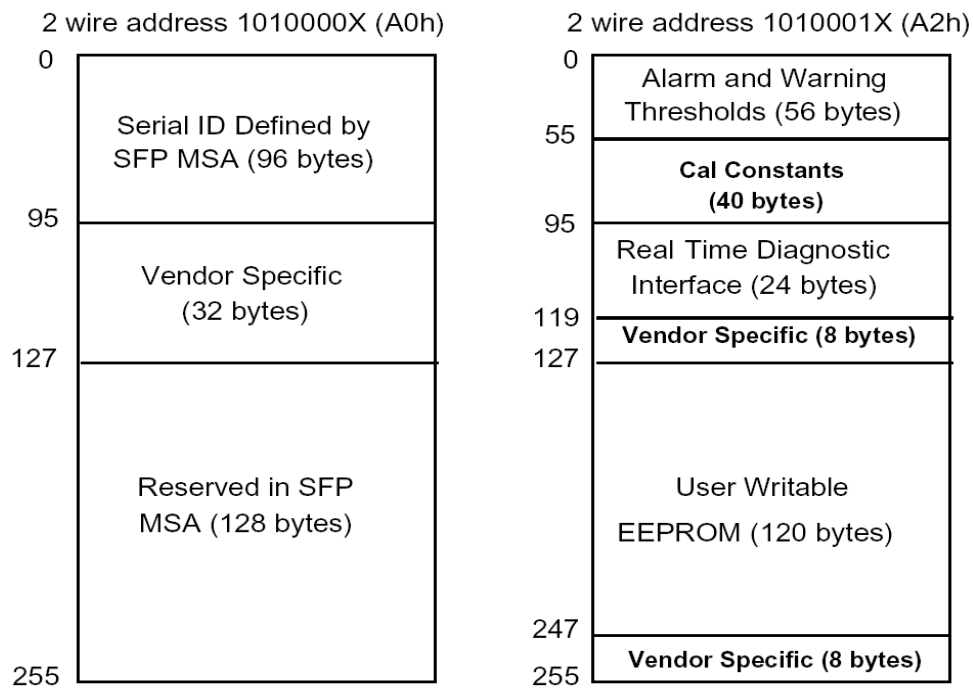 2 wire address 1010000X (A0h)
0
Serial ID Defined by
SFP MSA (96 bytes)
95
Vendor Specific
(32 bytes)
127
Reserved in SFP
MSA (128 bytes)
255
2 wire address 1010001X (A2h)
0
Alarm and Warning
Thresholds (56 bytes)
55
Cal Constants
(40 bytes)
95
Real Time Diagnostic
Interface (24 bytes)
119
Vendor Specific (8 bytes)
127
User Writable
EEPROM (120 bytes)
247
Vendor Specific (8 bytes)
255